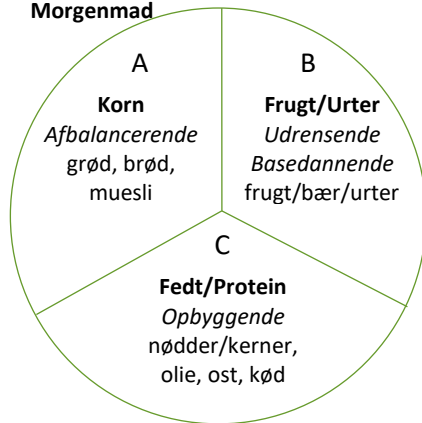 Morgenmad
A
Korn
Afbalancerende
grød, brød,
muesli
B
Frugt/Urter
Udrensende
Basedannende
frugt/bær/urter
C
Fedt/Protein
Opbyggende
nødder/kerner,
olie, ost, kød